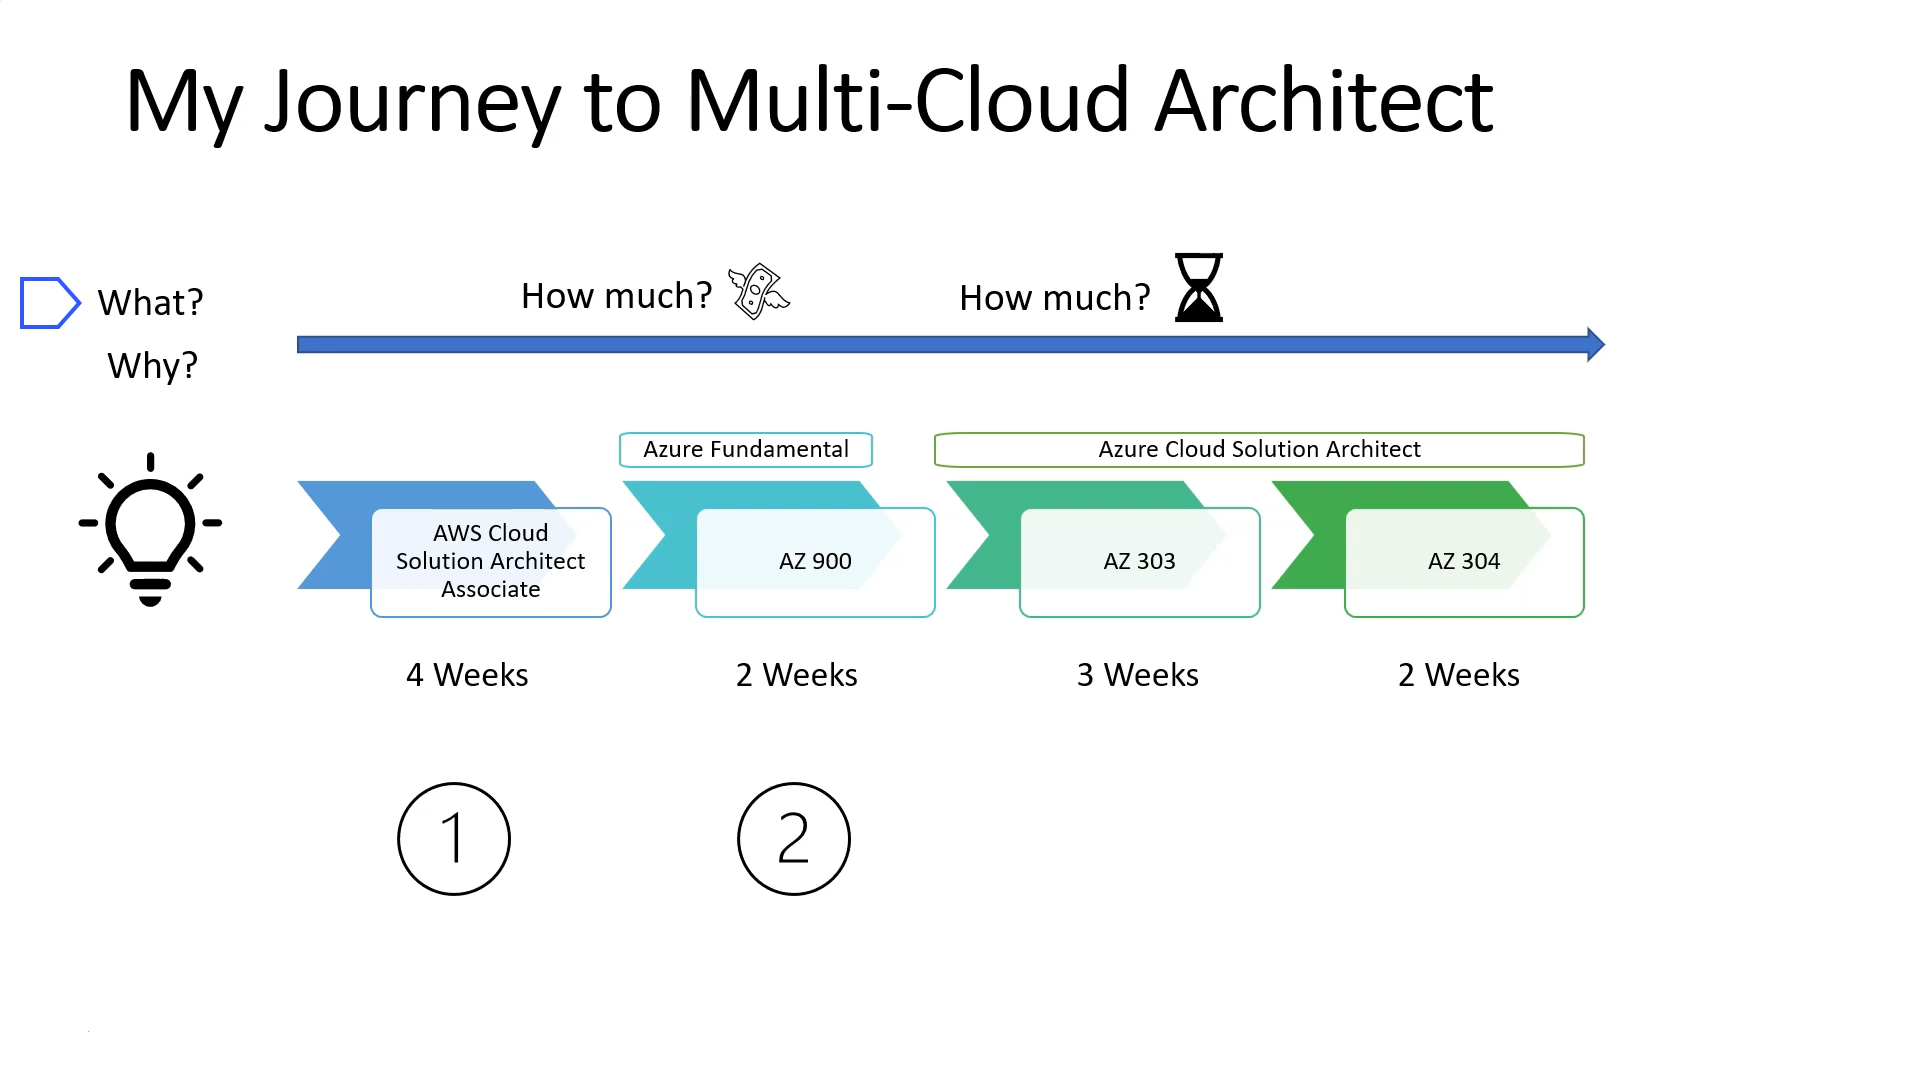 My Journey to Multi-Cloud Architect
What?
Why?
How much?
How much?
Azure Fundamental
Azure Cloud Solution Architect
AWS Cloud
Solution Architect
Associate
AZ 900
AZ 303
AZ 304
4 Weeks
2 Weeks
3 Weeks
2 Weeks
1
2